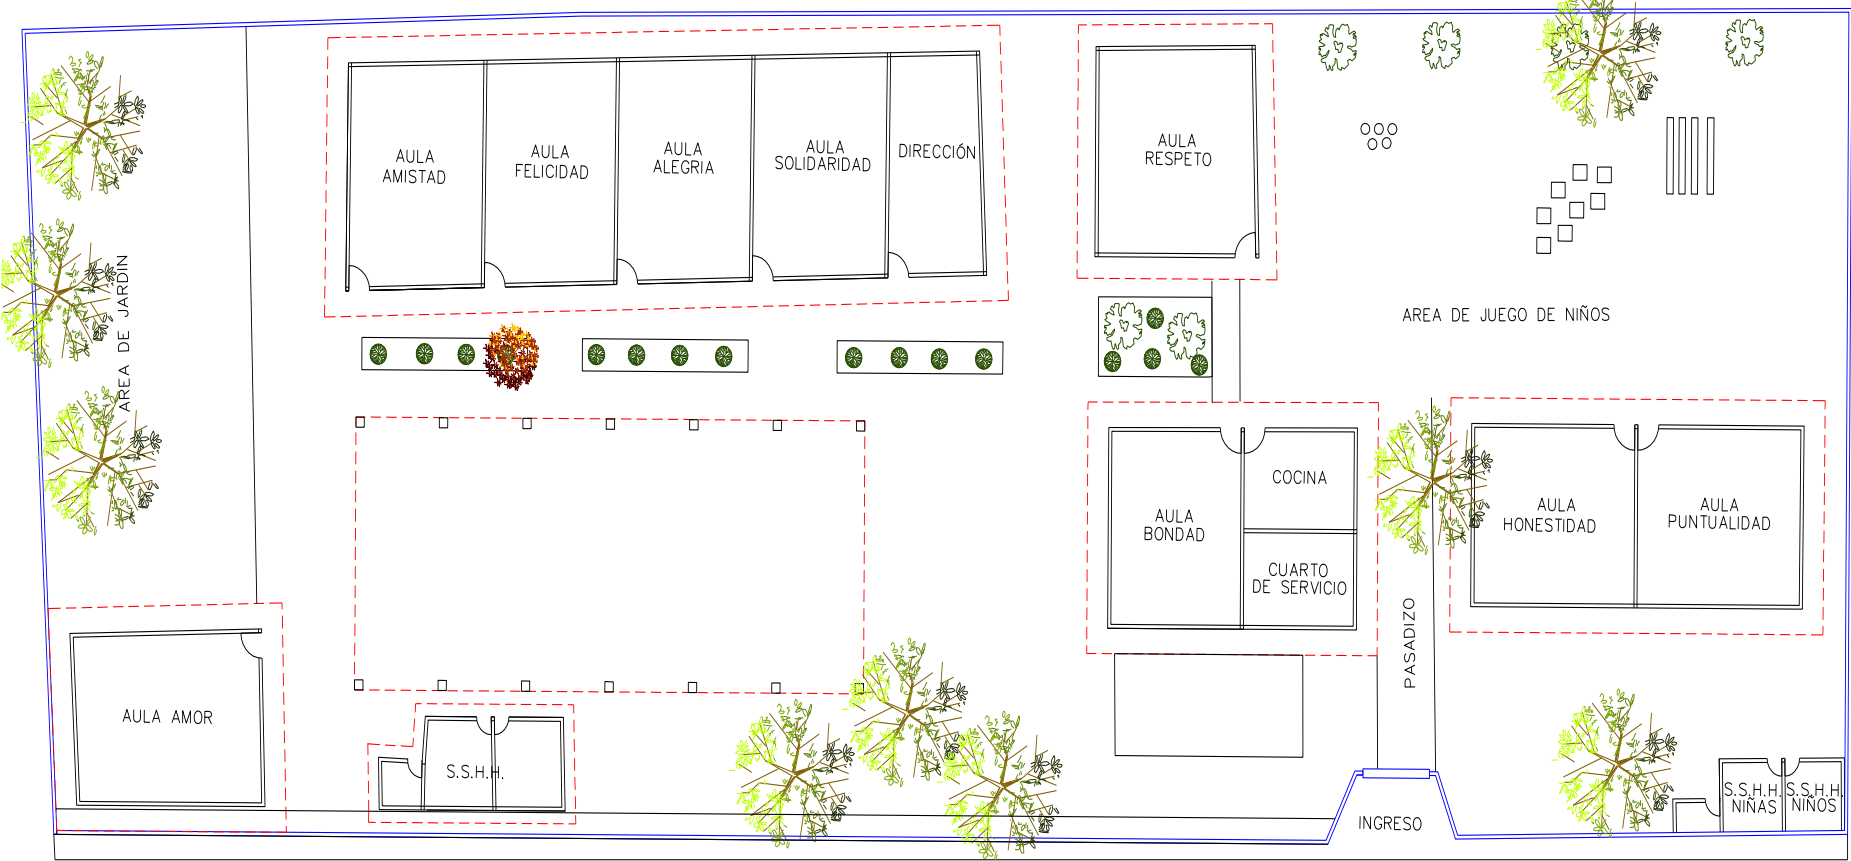 AULA
AMISTAD
AULA
FELICIDAD
AULA
ALEGRIA
AULA
SOLIDARIDAD
DIRECCIÓN
AULA
RESPETO
AREA DE JARDIN
AREA DE JUEGO DE NIÑOS
AULA
BONDAD
COCINA
CUARTO
DE SERVICIO
AULA
HONESTIDAD
AULA
PUNTUALIDAD
PASADIZO
AULA AMOR
S.S.H.H.
S.S.H.H.
NIÑAS
S.S.H.H.
NIÑOS
INGRESO